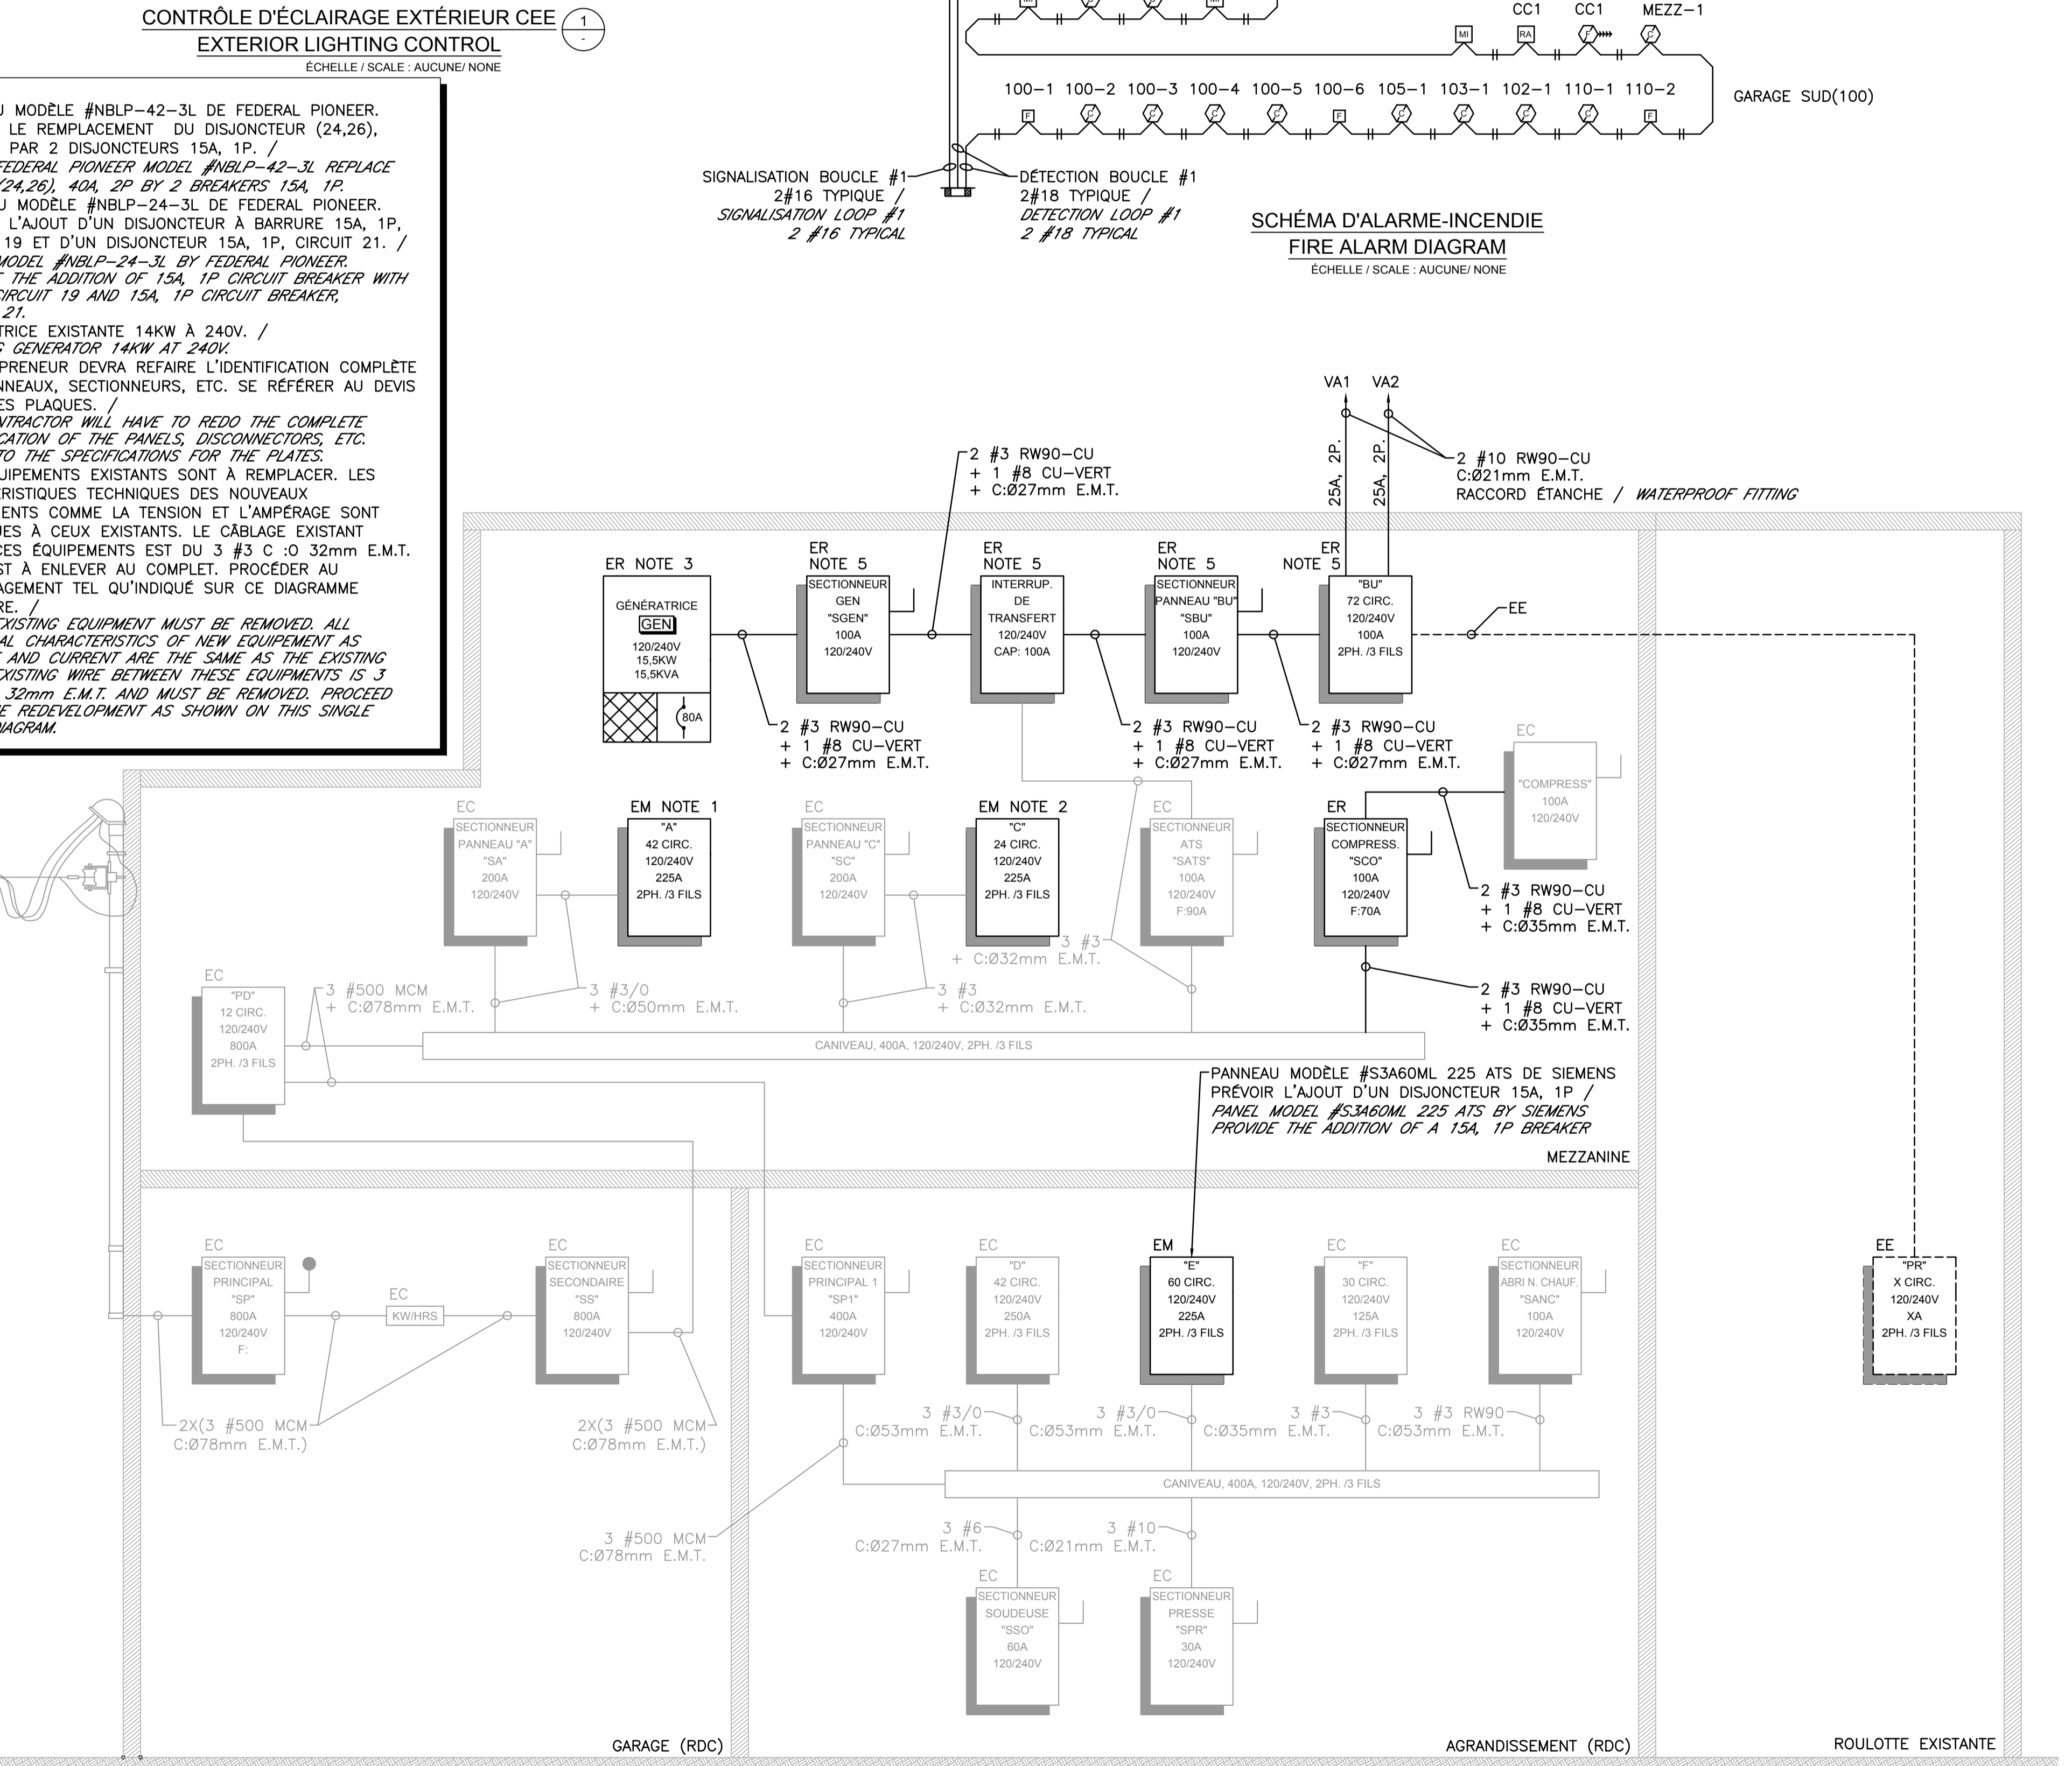 CONTRÔLE D'ÉCLAIRAGE EXTÉRIEUR CEE
EXTERIOR LIGHTING CONTROL
ÉCHELLE / SCALE : AUCUNE/ NONE
1
-
U MODÈLE #NBLP-42-3L DE FEDERAL PIONEER.
LE REMPLACEMENT DU DISJONCTEUR (24,26),
PAR 2 DISJONCTEURS 15A, 1P. /
FEDERAL PIONEER MODEL #NBLP-42-3L REPLACE
(24,26), 40A, 2P BY 2 BREAKERS 15A, 1P.
U MODÈLE #NBLP-24-3L DE FEDERAL PIONEER.
L'AJOUT D'UN DISJONCTEUR À BARRURE 15A, 1P,
19 ET D'UN DISJONCTEUR 15A, 1P, CIRCUIT 21. /
MODEL #NBLP-24-3L BY FEDERAL PIONEER.
THE ADDITION OF 15A, 1P CIRCUIT BREAKER WITH
CIRCUIT 19 AND 15A, 1P CIRCUIT BREAKER,
21.
TRICE EXISTANTE 14KW À 240V. /
G GENERATOR 14KW AT 240V.
PRENEUR DEVRA REFAIRE L'IDENTIFICATION COMPLÈTE
NNEAUX, SECTIONNEURS, ETC. SE RÉFÉRER AU DEVIS
ES PLAQUES. /
NTRACTOR WILL HAVE TO REDO THE COMPLETE
CATION OF THE PANELS, DISCONNECTORS, ETC.
TO THE SPECIFICATIONS FOR THE PLATES.
UIPEMENTS EXISTANTS SONT À REMPLACER. LES
RISTIQUES TECHNIQUES DES NOUVEAUX
ENTS COMME LA TENSION ET L'AMPÉRAGE SONT
UES À CEUX EXISTANTS. LE CÂBLAGE EXISTANT
CES ÉQUIPEMENTS EST DU 3 #3 C :O 32mm E.M.T.
ST À ENLEVER AU COMPLET. PROCÉDER AU
AGEMENT TEL QU'INDIQUÉ SUR CE DIAGRAMME
RE. /
EXISTING EQUIPMENT MUST BE REMOVED. ALL
AL CHARACTERISTICS OF NEW EQUIPEMENT AS
E AND CURRENT ARE THE SAME AS THE EXISTING
EXISTING WIRE BETWEEN THESE EQUIPMENTS IS 3
32mm E.M.T. AND MUST BE REMOVED. PROCEED
E REDEVELOPMENT AS SHOWN ON THIS SINGLE
IAGRAM.
CC1 CC1 MEZZ-1
MI RA F C
100-1 100-2 100-3 100-4 100-5 100-6 105-1 103-1 102-1 110-1 110-2
F C C C C F C C C C F
GARAGE SUD(100)
SIGNALISATION BOUCLE #1
2#16 TYPIQUE /
SIGNALISATION LOOP #1
2 #16 TYPICAL
DÉTECTION BOUCLE #1
2#18 TYPIQUE /
DETECTION LOOP #1
2 #18 TYPICAL
SCHÉMA D'ALARME-INCENDIE
FIRE ALARM DIAGRAM
ÉCHELLE / SCALE : AUCUNE/ NONE
VA1 VA2
25A, 2P.
25A, 2P.
2 #10 RW90-CU
C:Ø21mm E.M.T.
RACCORD ÉTANCHE / WATERPROOF FITTING
2 #3 RW90-CU
+ 1 #8 CU-VERT
+ C:Ø27mm E.M.T.
ER NOTE 3
GÉNÉRATRICE
GEN
120/240V
15,5KW
15,5KVA
80A
ER
NOTE 5
SECTIONNEUR
GEN
"SGEN"
100A
120/240V
ER
NOTE 5
INTERRUP.
DE
TRANSFERT
120/240V
CAP: 100A
ER
NOTE 5
SECTIONNEUR
PANNEAU "BU"
"SBU"
100A
120/240V
ER
NOTE 5
"BU"
72 CIRC.
120/240V
100A
2PH. /3 FILS
EE
2 #3 RW90-CU
+ 1 #8 CU-VERT
+ C:Ø27mm E.M.T.
2 #3 RW90-CU
+ 1 #8 CU-VERT
+ C:Ø27mm E.M.T.
2 #3 RW90-CU
+ 1 #8 CU-VERT
+ C:Ø27mm E.M.T.
EC
"COMPRESS"
100A
120/240V
EC
SECTIONNEUR
PANNEAU "A"
"SA"
200A
120/240V
EM NOTE 1
"A"
42 CIRC.
120/240V
225A
2PH. /3 FILS
EC
SECTIONNEUR
PANNEAU "C"
"SC"
200A
120/240V
EM NOTE 2
"C"
24 CIRC.
120/240V
225A
2PH. /3 FILS
EC
SECTIONNEUR
ATS
"SATS"
100A
120/240V
F:90A
ER
SECTIONNEUR
COMPRESS.
"SCO"
100A
120/240V
F:70A
2 #3 RW90-CU
+ 1 #8 CU-VERT
+ C:Ø35mm E.M.T.
3 #3
+ C:Ø32mm E.M.T.
EC
"PD"
12 CIRC.
120/240V
800A
2PH. /3 FILS
3 #500 MCM
+ C:Ø78mm E.M.T.
3 #3/0
+ C:Ø50mm E.M.T.
3 #3
+ C:Ø32mm E.M.T.
2 #3 RW90-CU
+ 1 #8 CU-VERT
+ C:Ø35mm E.M.T.
CANIVEAU, 400A, 120/240V, 2PH. /3 FILS
PANNEAU MODÈLE #S3A60ML 225 ATS DE SIEMENS
PRÉVOIR L'AJOUT D'UN DISJONCTEUR 15A, 1P /
PANEL MODEL #S3A60ML 225 ATS BY SIEMENS
PROVIDE THE ADDITION OF A 15A, 1P BREAKER
MEZZANINE
EC
SECTIONNEUR
PRINCIPAL
"SP"
800A
120/240V
F:
EC
KW/HRS
EC
SECTIONNEUR
SECONDAIRE
"SS"
800A
120/240V
EC
SECTIONNEUR
PRINCIPAL 1
"SP1"
400A
120/240V
EC
"D"
42 CIRC.
120/240V
250A
2PH. /3 FILS
EM
"E"
60 CIRC.
120/240V
225A
2PH. /3 FILS
EC
"F"
30 CIRC.
120/240V
125A
2PH. /3 FILS
EC
SECTIONNEUR
ABRI N. CHAUF.
"SANC"
100A
120/240V
EE
"PR"
X CIRC.
120/240V
XA
2PH. /3 FILS
2X(3 #500 MCM
C:Ø78mm E.M.T.)
2X(3 #500 MCM
C:Ø78mm E.M.T.)
3 #3/0
C:Ø53mm E.M.T.
3 #3/0
C:Ø53mm E.M.T.
3 #3
C:Ø35mm E.M.T.
3 #3 RW90
C:Ø53mm E.M.T.
CANIVEAU, 400A, 120/240V, 2PH. /3 FILS
3 #500 MCM
C:Ø78mm E.M.T.
3 #6
C:Ø27mm E.M.T.
3 #10
C:Ø21mm E.M.T.
EC
SECTIONNEUR
SOUDEUSE
"SSO"
60A
120/240V
EC
SECTIONNEUR
PRESSE
"SPR"
30A
120/240V
GARAGE (RDC)
AGRANDISSEMENT (RDC)
ROULOTTE EXISTANTE